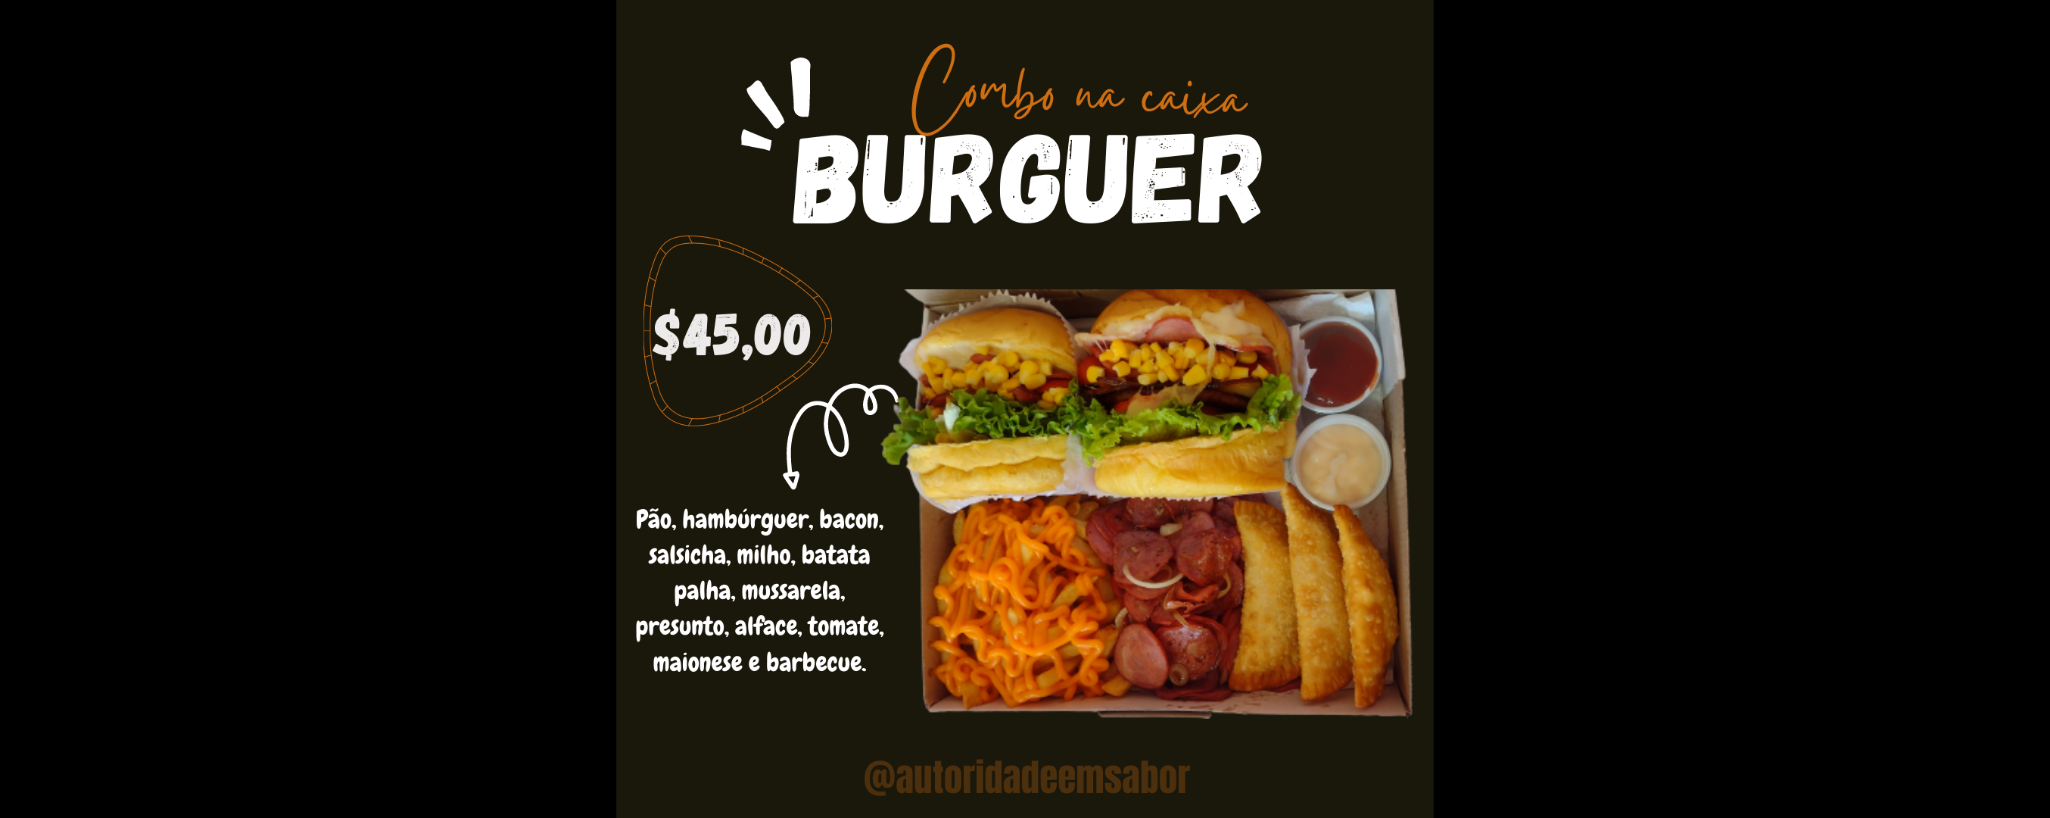 Combo na caixa
BURGUER
$45,00
Pão, hambúrguer, bacon,
salsicha, milho, batata
palha, mussarela,
presunto, alface, tomate,
maionese e barbecue.
@autoridadeemsabor